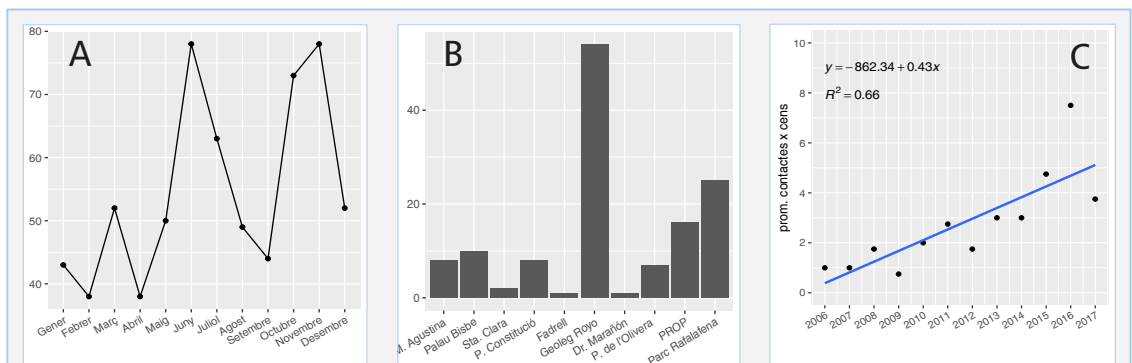 A
80
70
60
50
40
Gener
Febrer
Març
Abril
Maig
Juny
Juliol
Agost
Setembre
Octubre
Novembre
Desembre
B
40
20
0
M. Agustina
Palau Bisbe
Sta. Clara
P. Constitució
Fadrell
Geoleg Royo
Dr. Marañón
P. de l'Olivera
PROP
Parc Rafalafena
C
y = −862.34 + 0.43x
R² = 0.66
prom. contactes x cens
10
8
6
4
2
0
2006
2007
2008
2009
2010
2011
2012
2013
2014
2015
2016
2017